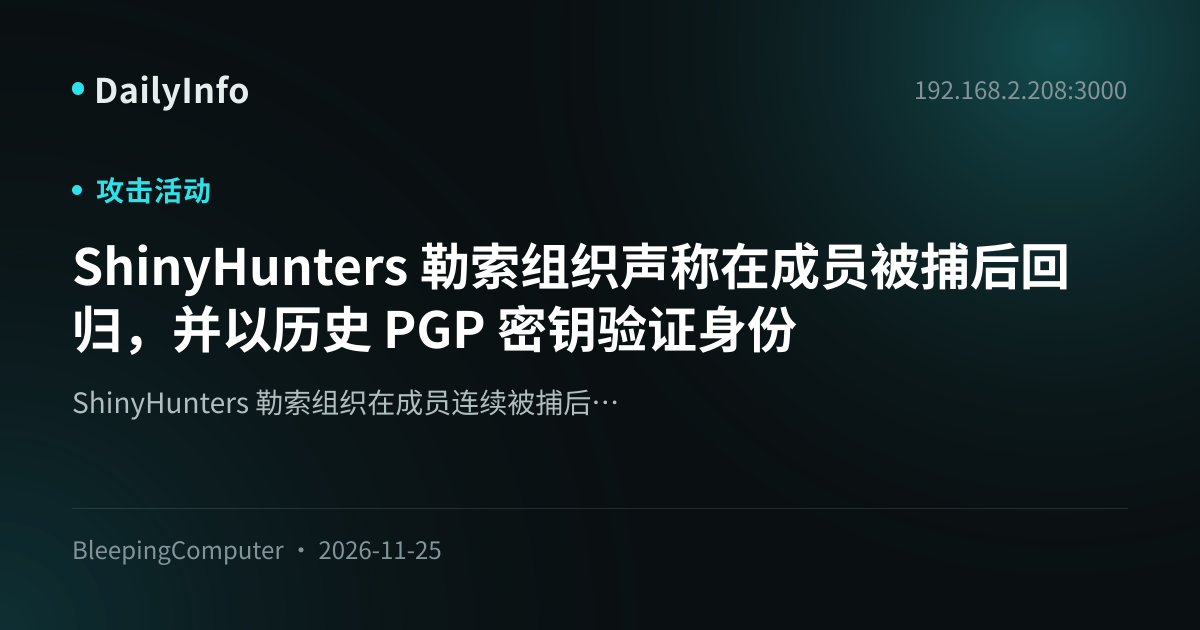 DailyInfo
192.168.2.208:3000
攻击活动
ShinyHunters 勒索组织声称在成员被捕后回
归，并以历史 PGP 密钥验证身份
ShinyHunters 勒索组织在成员连续被捕后…
BleepingComputer • 2026-11-25